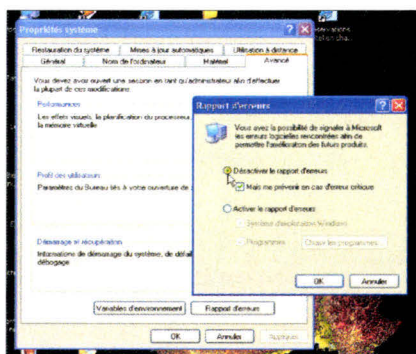 Propriétés système
Restauration du système
Mises à jour automatiques
Utilisation à distance
Général
Nom de l'ordinateur
Matériel
Avancé
Vous devez avoir ouvert une session en tant qu'administrateur afin d'effectuer
la plupart de ces modifications.
Performances
Les effets visuels, la planification du processeur,
la mémoire virtuelle
Profil des utilisateurs
Paramètres du Bureau liés à votre ouverture de
Démarrage et récupération
Informations de démarrage du système, de défail
débogage
Variables d'environnement
Rapport d'erreurs
OK
Annuler
Appliquer
Rapport d'erreurs
Vous avez la possibilité de signaler à Microsoft
les erreurs logicielles rencontrées afin de
permettre l'amélioration des futurs produits.
Désactiver le rapport d'erreurs
Mais me prévenir en cas d'erreur critique
Activer le rapport d'erreurs
Système d'exploitation Windows
Programmes
Choisir les programmes...
OK
Annuler